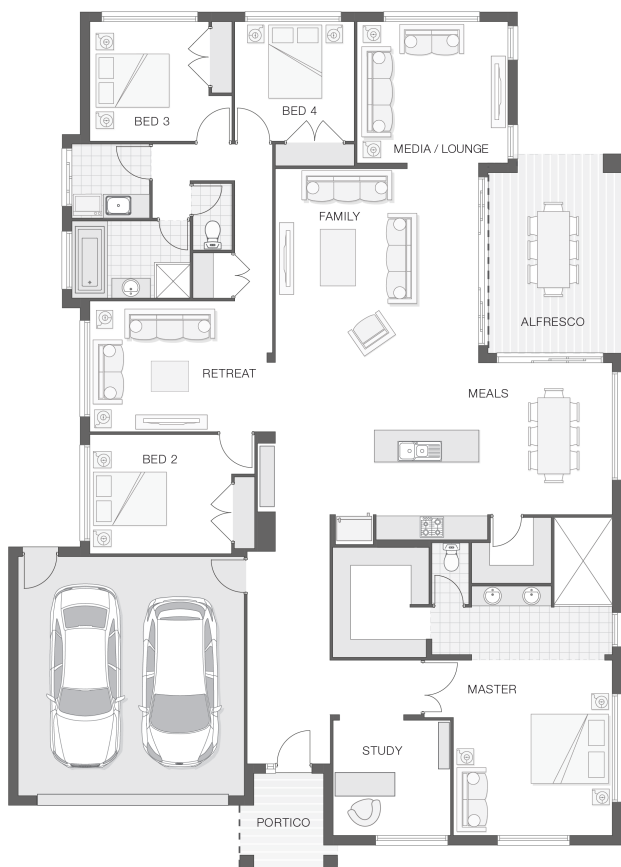 BED 3
BED 4
MEDIA / LOUNGE
FAMILY
ALFRESCO
RETREAT
MEALS
BED 2
MASTER
STUDY
PORTICO